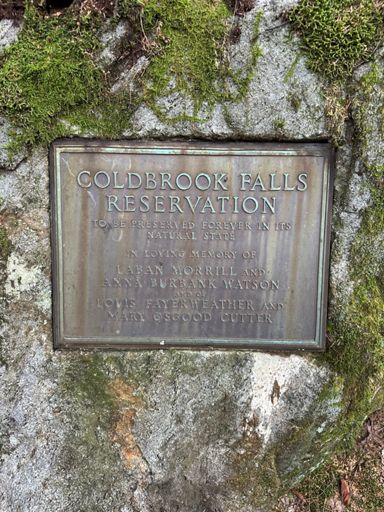 COLDBROOK FALLS
RESERVATION
TO BE PRESERVED FOREVER IN ITS
NATURAL STATE
IN LOVING MEMORY OF
LABAN MORRILL AND
ANNA BURBANK WATSON
AND OF
LOUIS FAYERWEATHER AND
MARY OSGOOD CUTTER